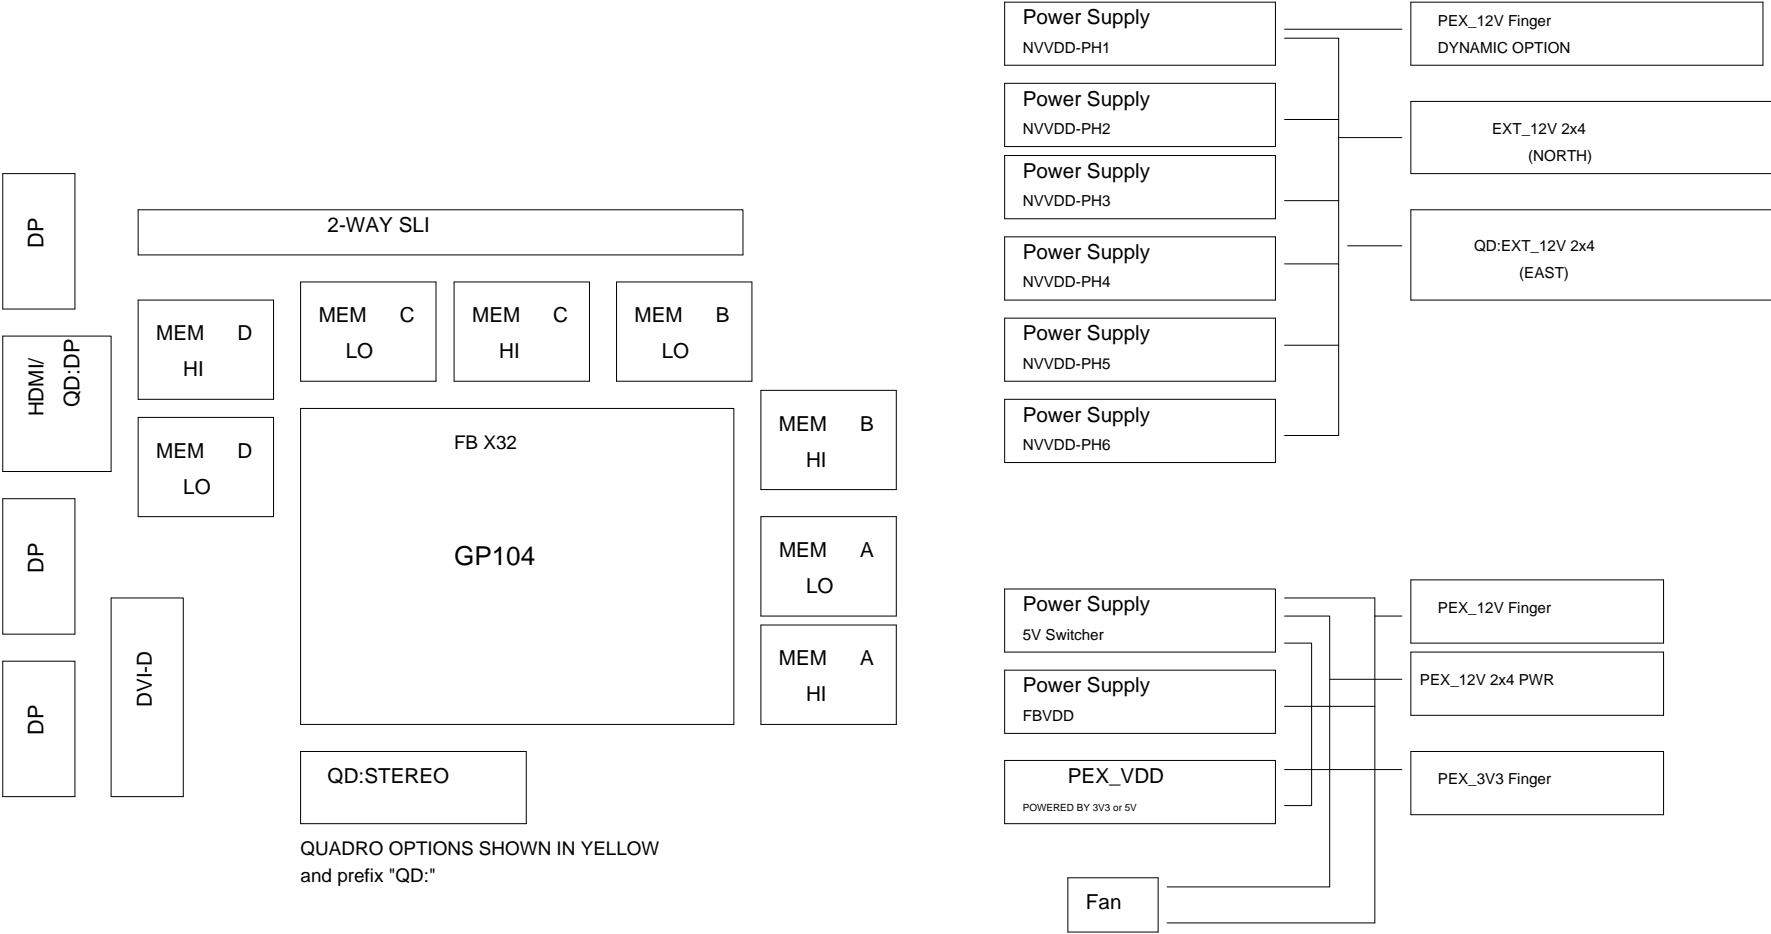 Power Supply
NVVDD-PH1
PEX_12V Finger
DYNAMIC OPTION
Power Supply
NVVDD-PH2
EXT_12V 2x4
(NORTH)
Power Supply
NVVDD-PH3
Power Supply
NVVDD-PH4
QD:EXT_12V 2x4
(EAST)
Power Supply
NVVDD-PH5
Power Supply
NVVDD-PH6
DP
2-WAY SLI
HDMI/
QD:DP
MEM D
HI
MEM C
LO
MEM C
HI
MEM B
LO
MEM D
LO
FB X32
GP104
MEM B
HI
DP
MEM A
LO
MEM A
HI
DP
DVI-D
QD:STEREO
QUADRO OPTIONS SHOWN IN YELLOW
and prefix "QD:"
Power Supply
5V Switcher
PEX_12V Finger
Power Supply
FBVDD
PEX_12V 2x4 PWR
PEX_VDD
POWERED BY 3V3 or 5V
PEX_3V3 Finger
Fan